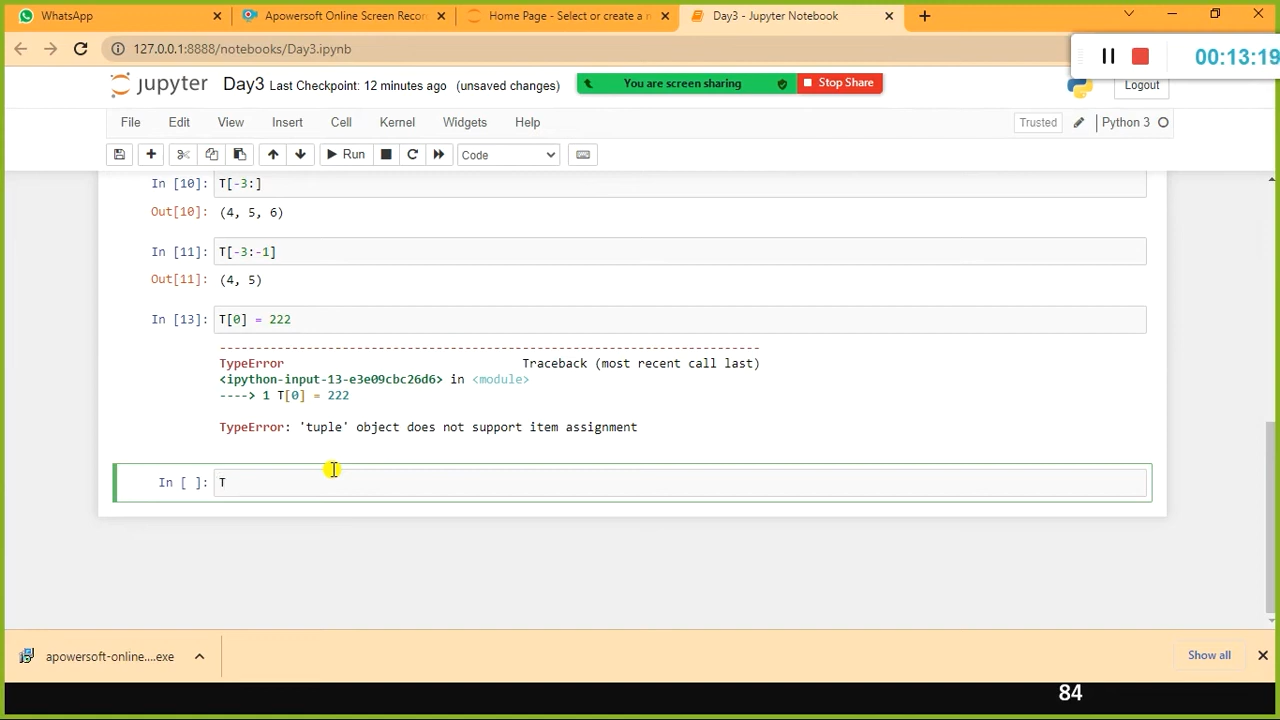 WhatsApp
Apowersoft Online Screen Recor
Home Page - Select or create a n
Day3 - Jupyter Notebook
127.0.0.1:8888/notebooks/Day3.ipynb
00:13:19
jupyter Day3 Last Checkpoint: 12 minutes ago (unsaved changes)
You are screen sharing
Stop Share
Logout
File Edit View Insert Cell Kernel Widgets Help
Trusted
Python 3
Run
Code
In [10]: T[-3:]
Out[10]: (4, 5, 6)
In [11]: T[-3:-1]
Out[11]: (4, 5)
In [13]: T[0] = 222
---------------------------------------------------------------------------
TypeError Traceback (most recent call last)
<ipython-input-13-e3e09cbc26d6> in <module>
----> 1 T[0] = 222
TypeError: 'tuple' object does not support item assignment
In [ ]: T
apowersoft-online....exe
Show all
84